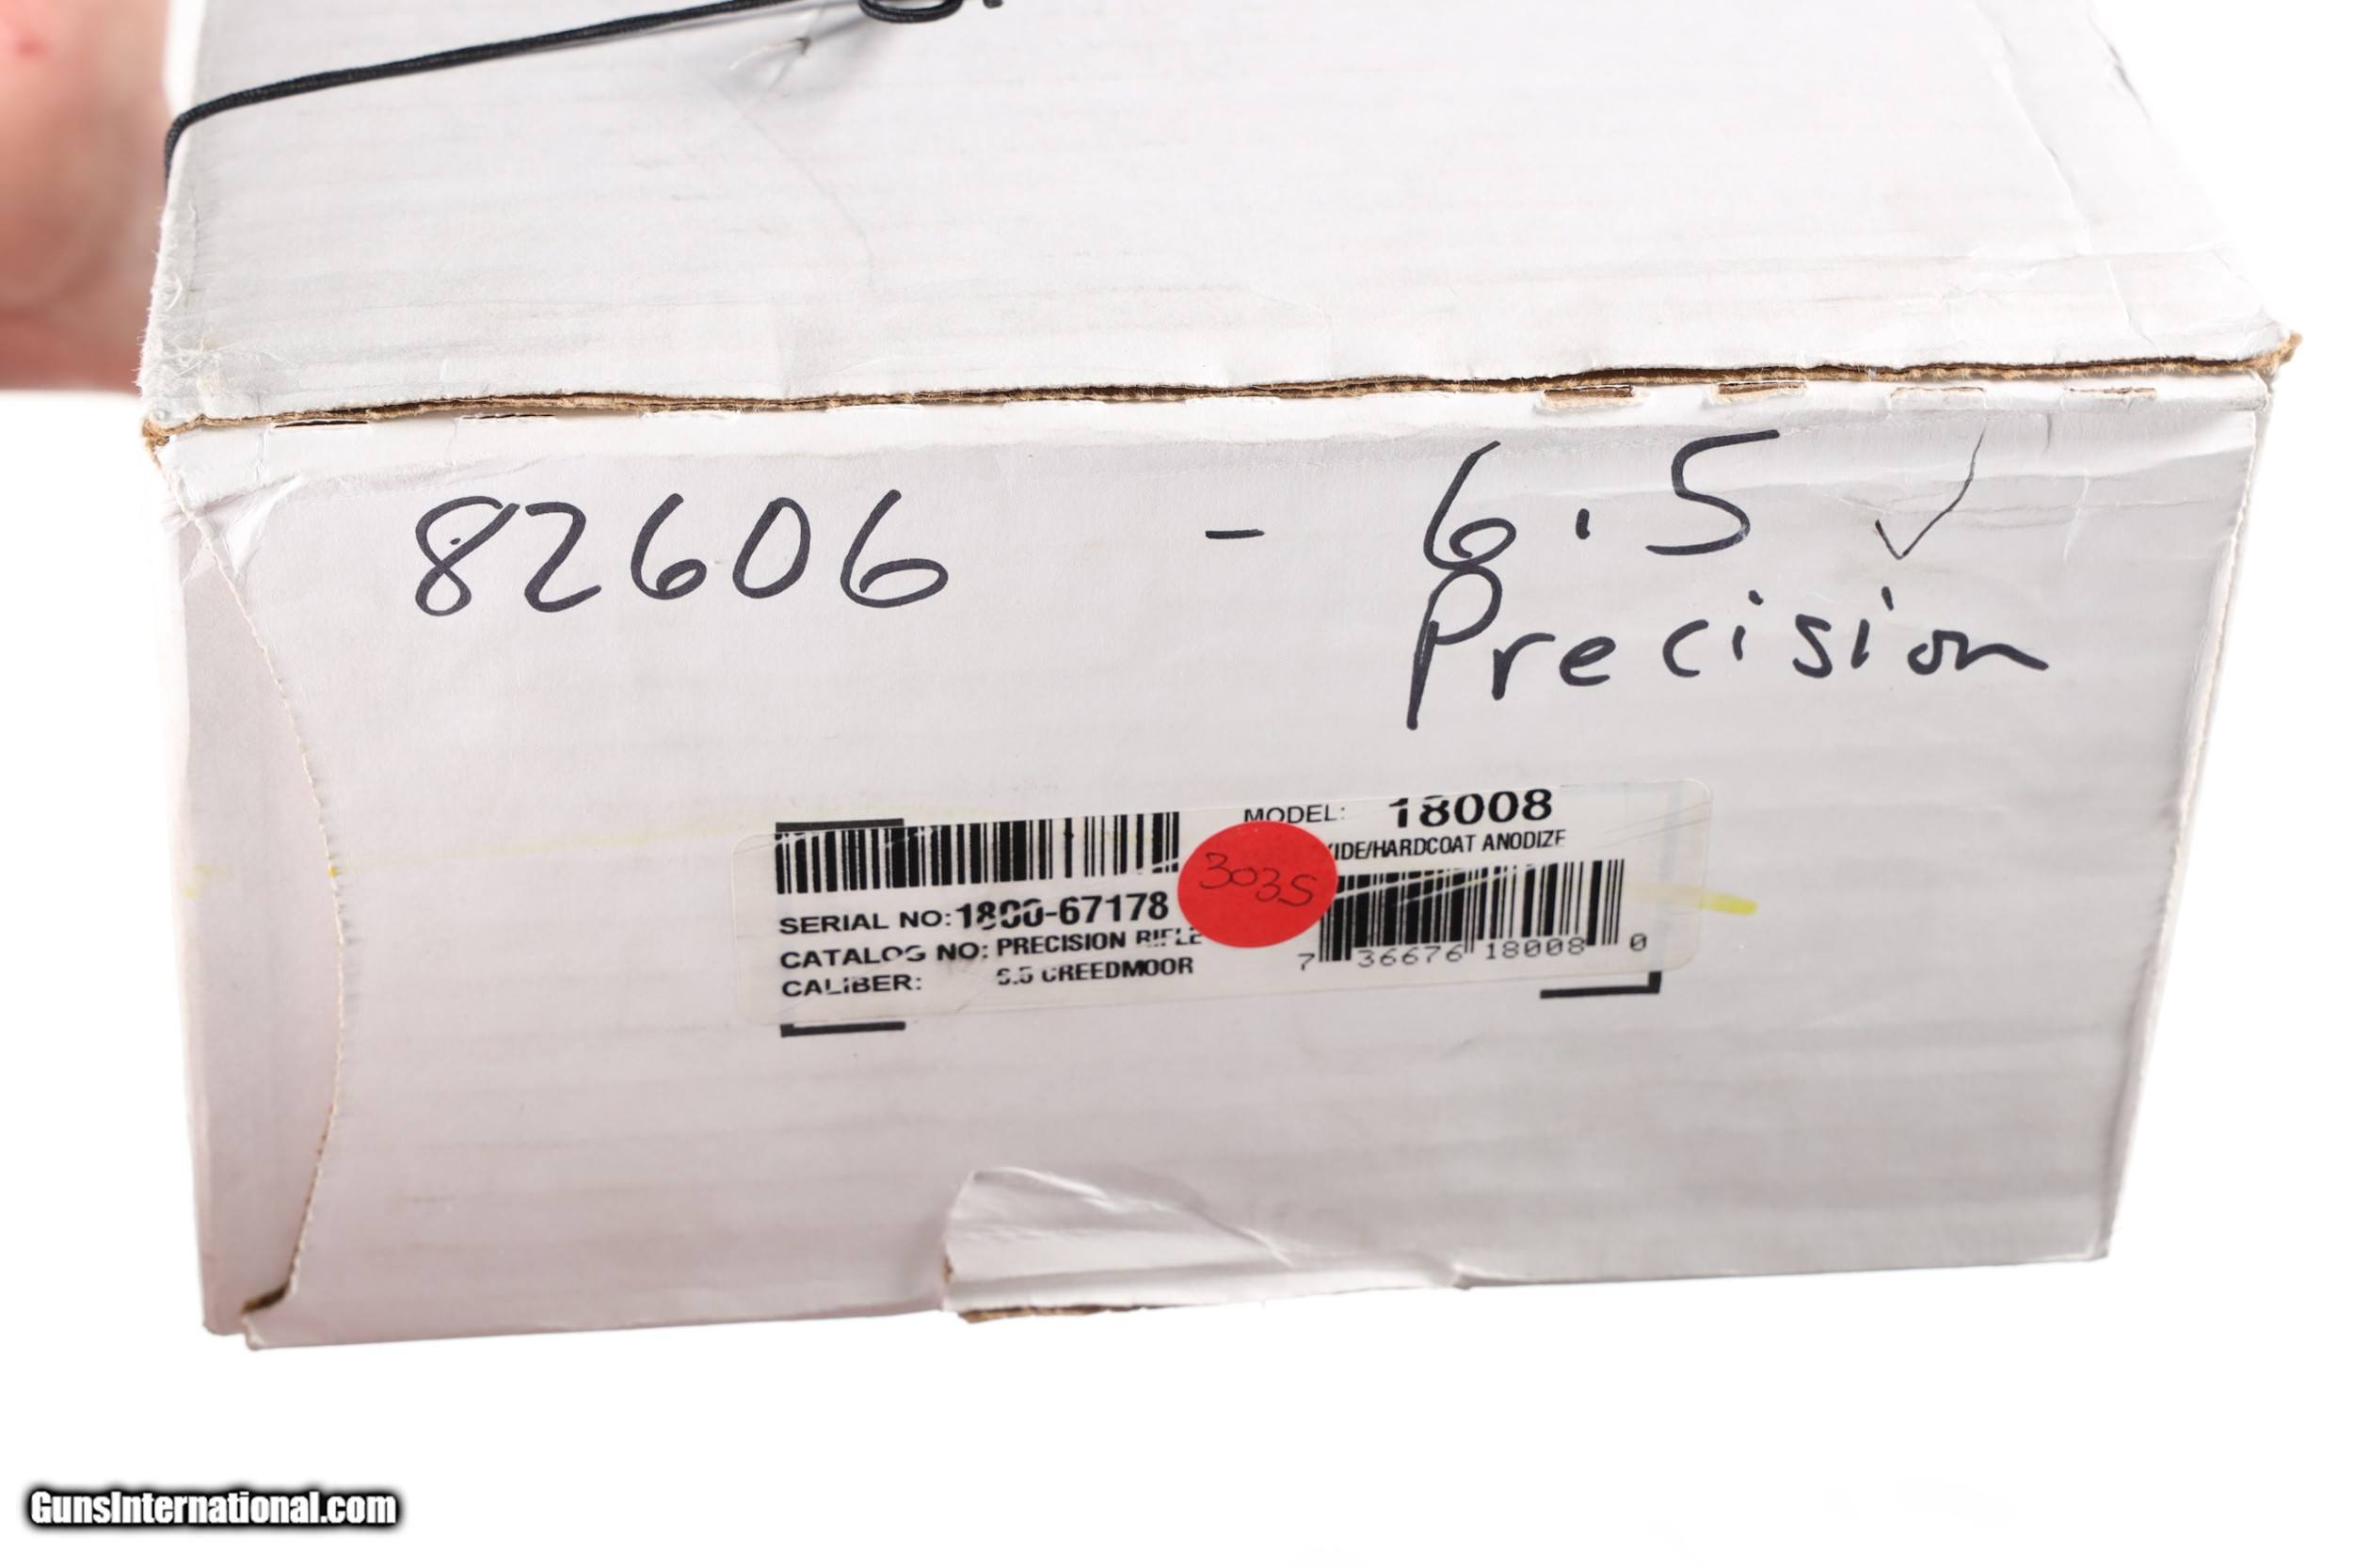 82606 - 6.5 ✓
Precision
MODEL: 18008
IDE/HARDCOAT ANODIZE
3035
SERIAL NO: 1800-67178
CATALOG NO: PRECISION RIFLE
CALIBER: 6.5 CREEDMOOR
7 36676 18008 0
GunsInternational.com